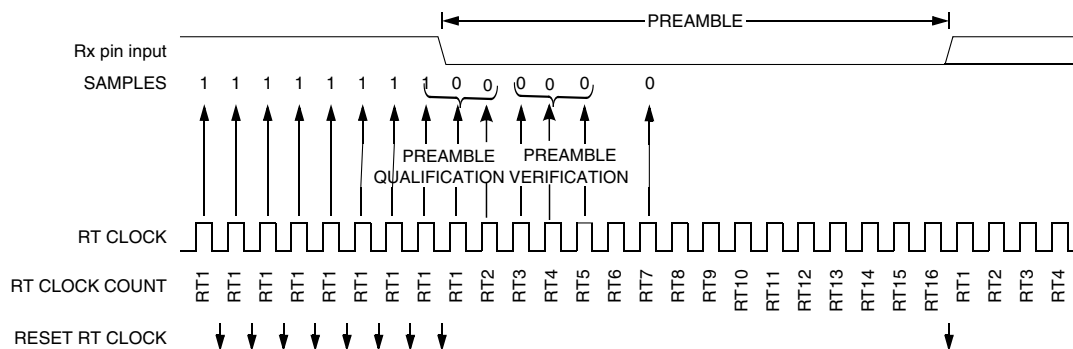 PREAMBLE
Rx pin input
SAMPLES 1 1 1 1 1 1 1 1 0 0 0 0 0 0
PREAMBLE PREAMBLE
QUALIFICATION VERIFICATION
RT CLOCK
RT CLOCK COUNT RT1 RT1 RT1 RT1 RT1 RT1 RT1 RT1 RT1 RT2 RT3 RT4 RT5 RT6 RT7 RT8 RT9 RT10 RT11 RT12 RT13 RT14 RT15 RT16 RT1 RT2 RT3 RT4
RESET RT CLOCK